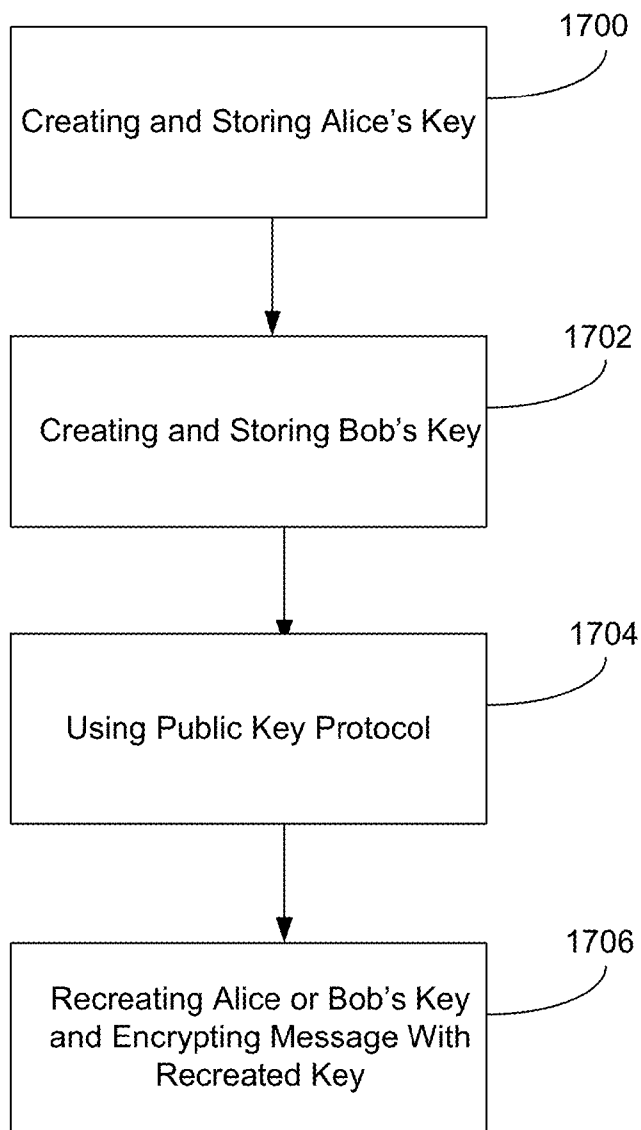 1700
Creating and Storing Alice's Key
1702
Creating and Storing Bob's Key
1704
Using Public Key Protocol
1706
Recreating Alice or Bob's Key
and Encrypting Message With
Recreated Key